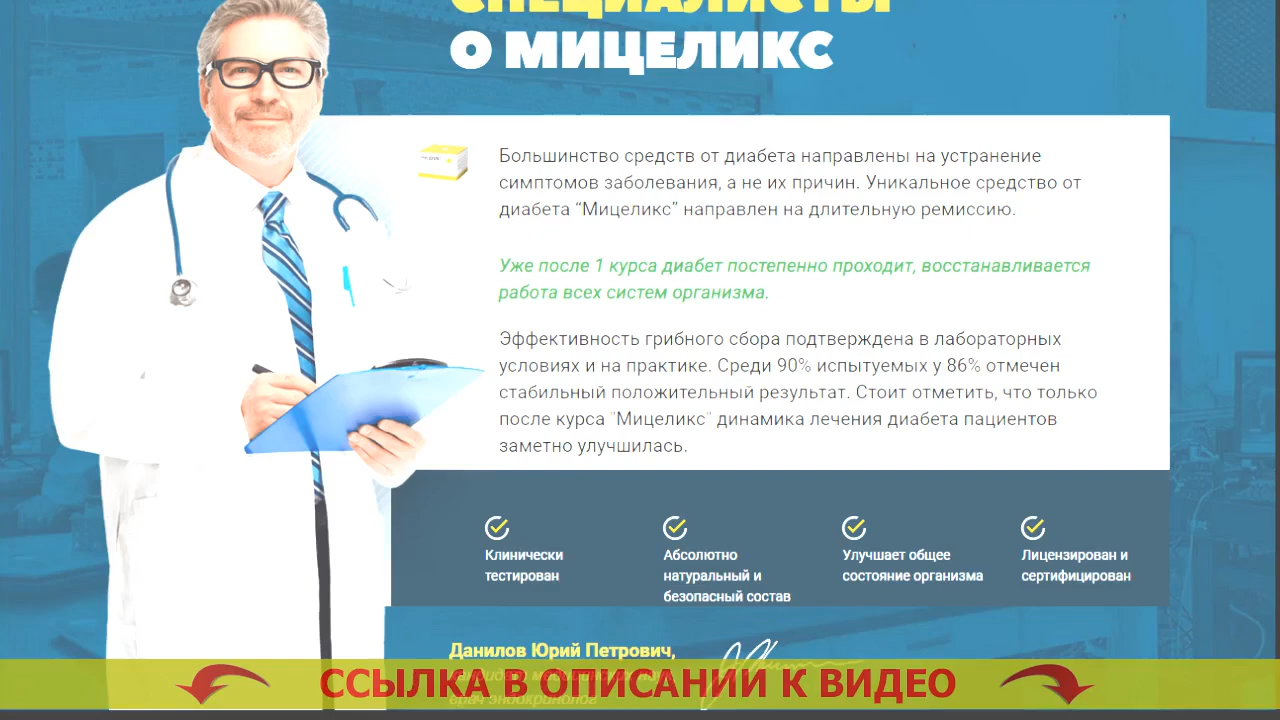 СПЕЦИАЛИСТЫ
О МИЦЕЛИКС
Большинство средств от диабета направлены на устранение
симптомов заболевания, а не их причин. Уникальное средство от
диабета “Мицеликс” направлен на длительную ремиссию.
Уже после 1 курса диабет постепенно проходит, восстанавливается
работа всех систем организма.
Эффективность грибного сбора подтверждена в лабораторных
условиях и на практике. Среди 90% испытуемых у 86% отмечен
стабильный положительный результат. Стоит отметить, что только
после курса "Мицеликс" динамика лечения диабета пациентов
заметно улучшилась.
Клинически
тестирован
Абсолютно
натуральный и
безопасный состав
Улучшает общее
состояние организма
Лицензирован и
сертифицирован
Данилов Юрий Петрович,
ССЫЛКА В ОПИСАНИИ К ВИДЕО
врач эндокринолог